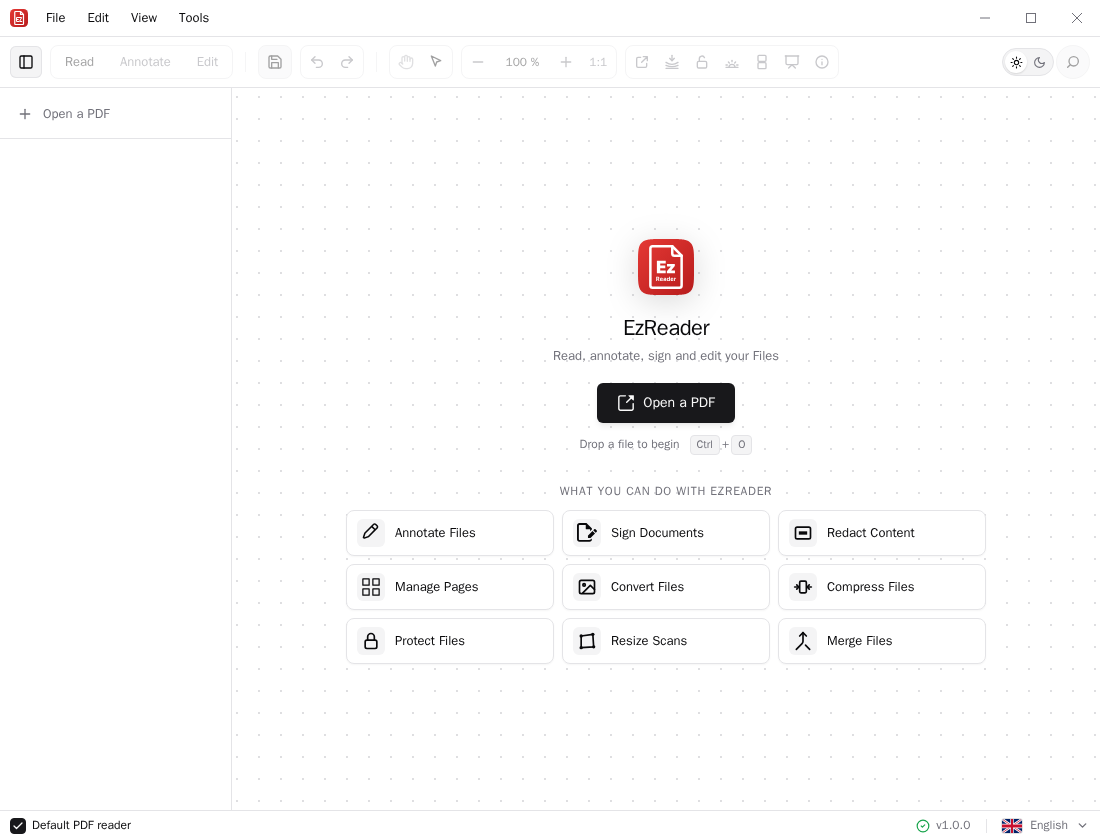 File Edit View Tools
Read Annotate Edit 100 % 1:1
Open a PDF
Ez
Reader
EzReader
Read, annotate, sign and edit your Files
Open a PDF
Drop a file to begin Ctrl + O
WHAT YOU CAN DO WITH EZREADER
Annotate Files Sign Documents Redact Content
Manage Pages Convert Files Compress Files
Protect Files Resize Scans Merge Files
Default PDF reader v1.0.0 English